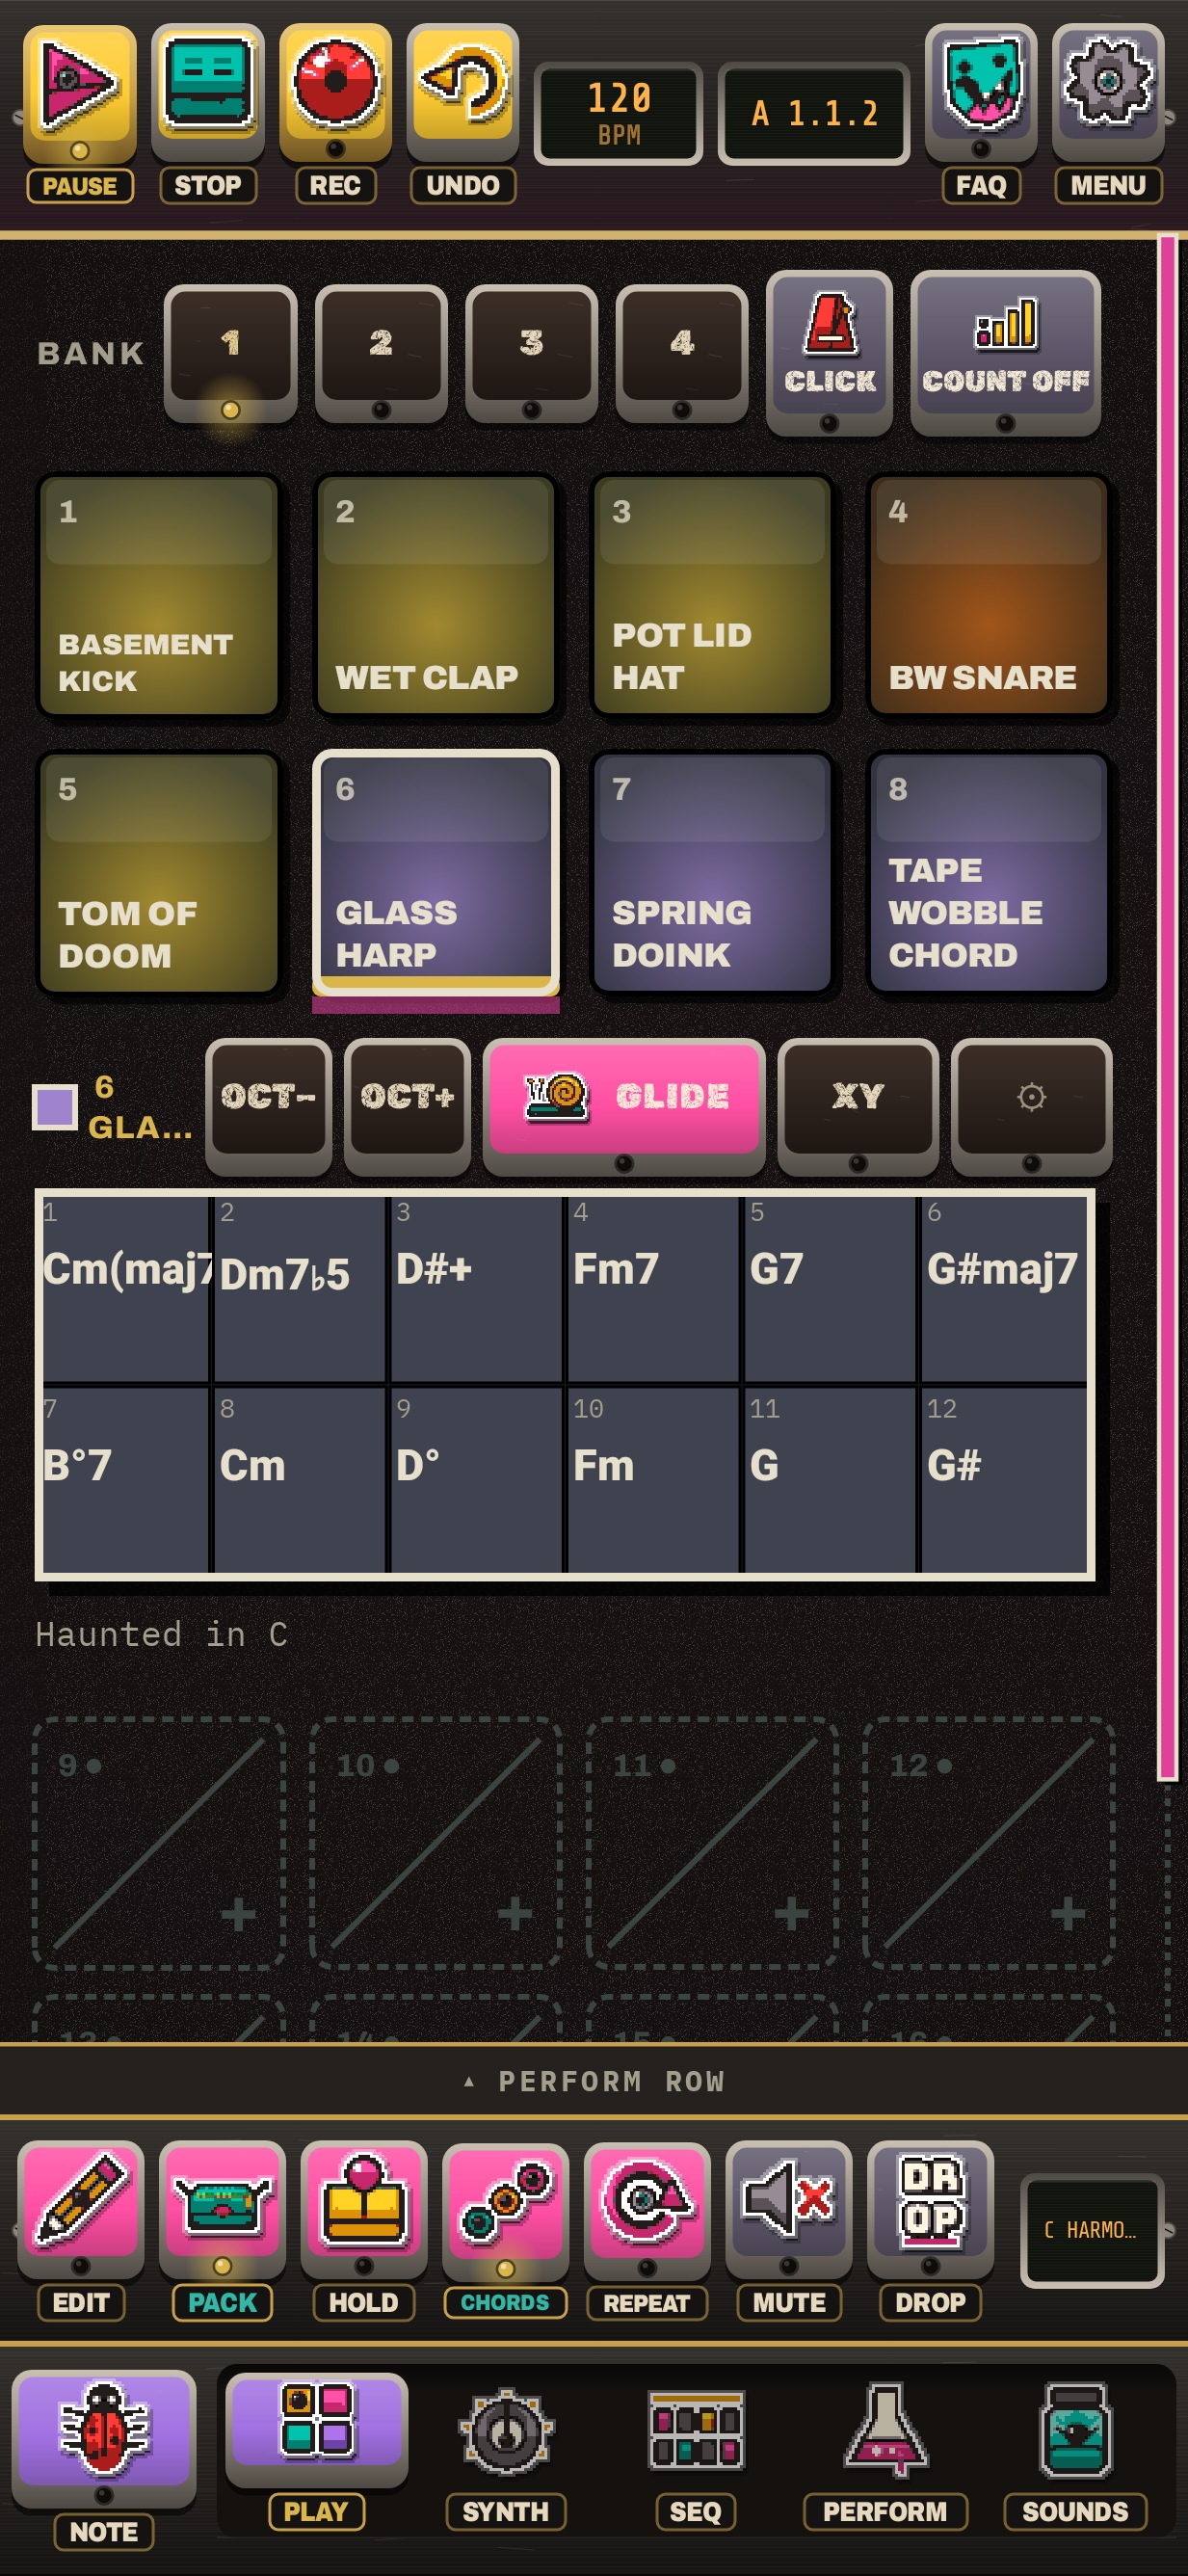 120
BPM
A 1.1.2
PAUSE
STOP
REC
UNDO
FAQ
MENU
BANK
1
2
3
4
CLICK
COUNT OFF
1
BASEMENT
KICK
2
WET CLAP
3
POT LID
HAT
4
BW SNARE
5
TOM OF
DOOM
6
GLASS
HARP
7
SPRING
DOINK
8
TAPE
WOBBLE
CHORD
6
GLA...
OCT-
OCT+
GLIDE
XY
1
Cm(maj7
2
Dm7♭5
3
D#+
4
Fm7
5
G7
6
G#maj7
7
B°7
8
Cm
9
D°
10
Fm
11
G
12
G#
Haunted in C
9
10
11
12
13
14
15
16
PERFORM ROW
DR
OP
C HARMO…
EDIT
PACK
HOLD
CHORDS
REPEAT
MUTE
DROP
NOTE
PLAY
SYNTH
SEQ
PERFORM
SOUNDS